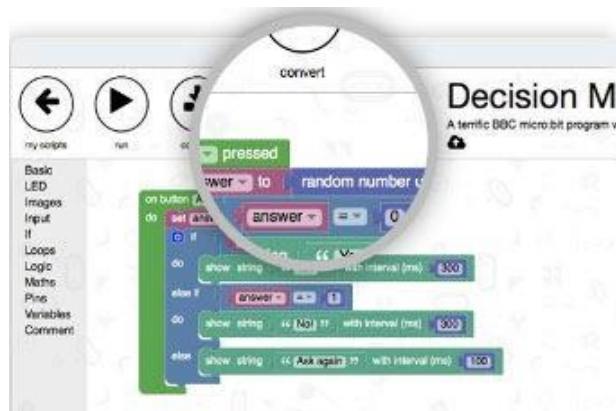 convert
Decision M
A terrific BBC micro:bit program w
my scripts
run
Basic
LED
Images
Input
If
Loops
Logic
Maths
Pins
Variables
Comment
pressed
swer to random number u
on button
do set answ
if answer = 0
do show string with interval (ms) 300
else if answer = 1
do show string “ No! ” with interval (ms) 300
else show string “ Ask again ” with interval (ms) 100